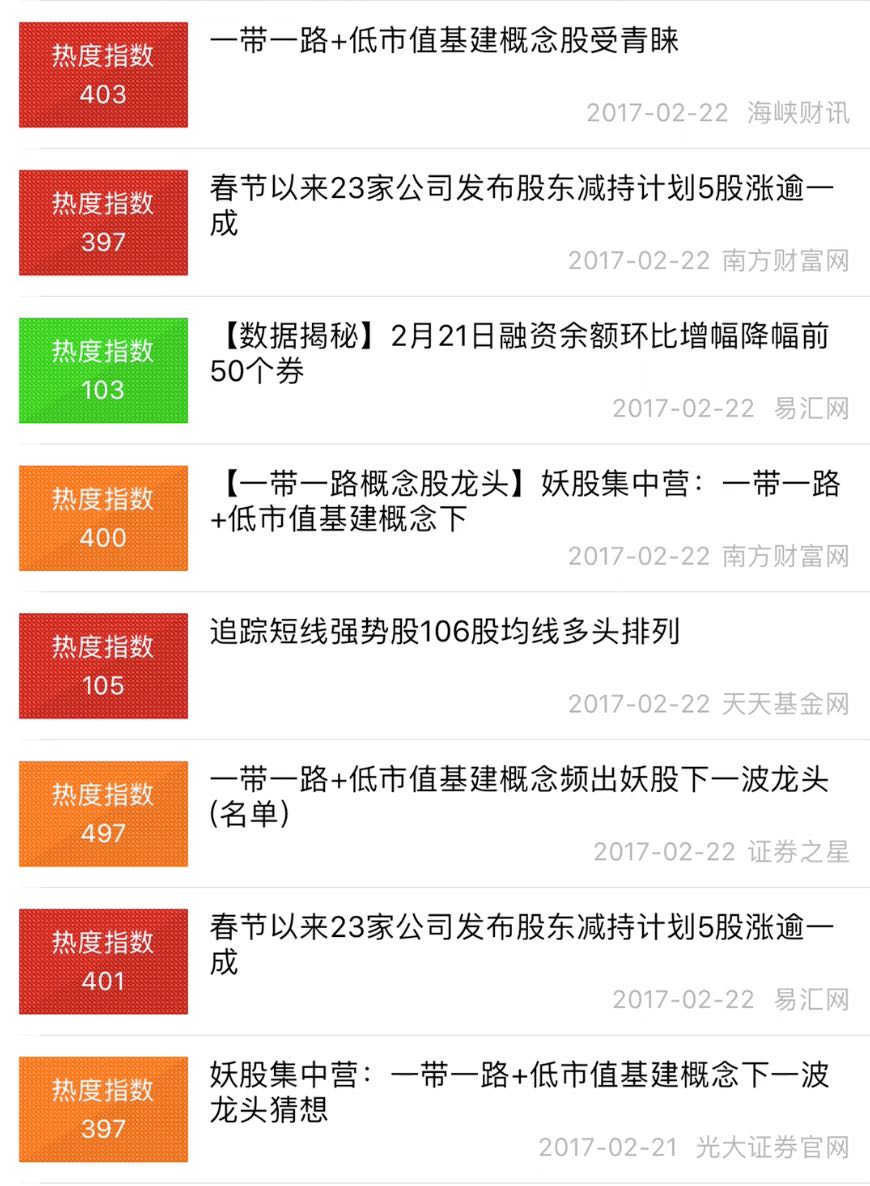 热度指数
403
一带一路+低市值基建概念股受青睐
2017-02-22 海峡财讯
热度指数
397
春节以来23家公司发布股东减持计划5股涨逾一
成
2017-02-22 南方财富网
热度指数
103
【数据揭秘】2月21日融资余额环比增幅降幅前
50个券
2017-02-22 易汇网
热度指数
400
【一带一路概念股龙头】妖股集中营：一带一路
+低市值基建概念下
2017-02-22 南方财富网
热度指数
105
追踪短线强势股106股均线多头排列
2017-02-22 天天基金网
热度指数
497
一带一路+低市值基建概念频出妖股下一波龙头
(名单)
2017-02-22 证券之星
热度指数
401
春节以来23家公司发布股东减持计划5股涨逾一
成
2017-02-22 易汇网
热度指数
397
妖股集中营：一带一路+低市值基建概念下一波
龙头猜想
2017-02-21 光大证券官网